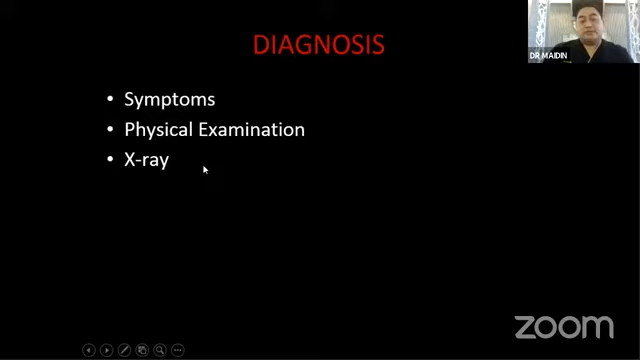 DIAGNOSIS
DR MAIDIN
• Symptoms
• Physical Examination
• X-ray
zoom